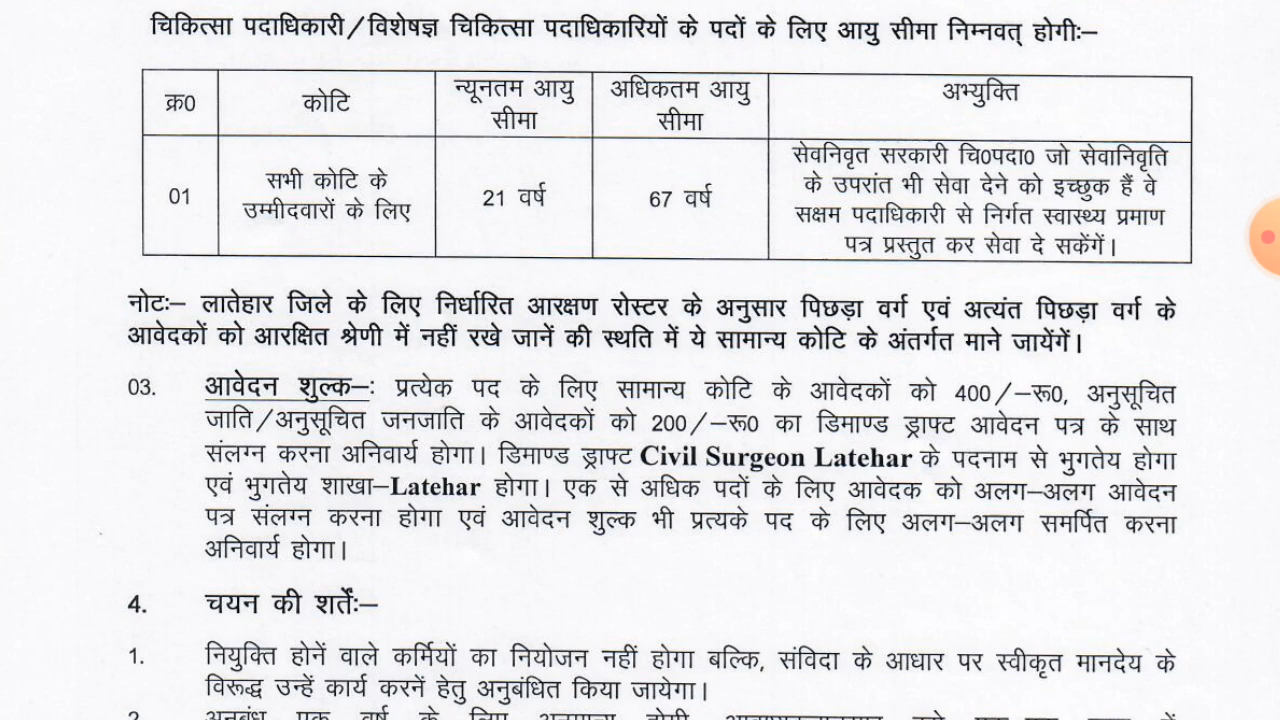 चिकित्सा पदाधिकारी/विशेषज्ञ चिकित्सा पदाधिकारियों के पदों के लिए आयु सीमा निम्नवत् होगीः–
क्र0 कोटि न्यूनतम आयु सीमा अधिकतम आयु सीमा अभ्युक्ति
01 सभी कोटि के उम्मीदवारों के लिए 21 वर्ष 67 वर्ष
सेवनिवृत सरकारी चि0पदा0 जो सेवानिवृति
के उपरांत भी सेवा देने को इच्छुक हैं वे
सक्षम पदाधिकारी से निर्गत स्वास्थ्य प्रमाण
पत्र प्रस्तुत कर सेवा दे सकेंगें।
नोटः– लातेहार जिले के लिए निर्धारित आरक्षण रोस्टर के अनुसार पिछड़ा वर्ग एवं अत्यंत पिछड़ा वर्ग के
आवेदकों को आरक्षित श्रेणी में नहीं रखे जानें की स्थति में ये सामान्य कोटि के अंतर्गत माने जायेंगें।
03. आवेदन शुल्क–: प्रत्येक पद के लिए सामान्य कोटि के आवेदकों को 400/–रू0, अनुसूचित
जाति/अनुसूचित जनजाति के आवेदकों को 200/–रू0 का डिमाण्ड ड्राफ्ट आवेदन पत्र के साथ
संलग्न करना अनिवार्य होगा। डिमाण्ड ड्राफ्ट Civil Surgeon Latehar के पदनाम से भुगतेय होगा
एवं भुगतेय शाखा–Latehar होगा। एक से अधिक पदों के लिए आवेदक को अलग–अलग आवेदन
पत्र संलग्न करना होगा एवं आवेदन शुल्क भी प्रत्यके पद के लिए अलग–अलग समर्पित करना
अनिवार्य होगा।
4. चयन की शर्तेंः–
1. नियुक्ति होनें वाले कर्मियों का नियोजन नहीं होगा बल्कि, संविदा के आधार पर स्वीकृत मानदेय के
विरूद्ध उन्हें कार्य करनें हेतु अनुबंधित किया जायेगा।